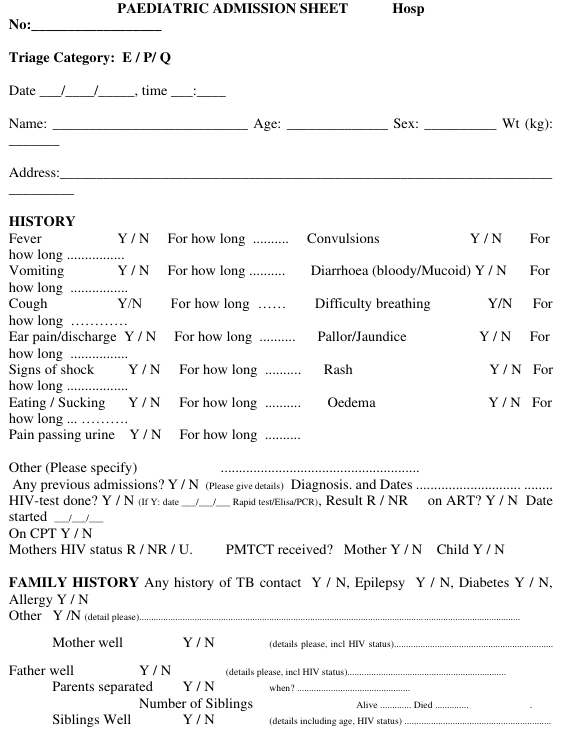 PAEDIATRIC ADMISSION SHEET Hosp
No:__________________
Triage Category: E / P/ Q
Date ___/____/_____, time ___:____
Name: ___________________________ Age: ______________ Sex: __________ Wt (kg):
_______
Address:____________________________________________________________________
_________
HISTORY
Fever Y / N For how long .......... Convulsions Y / N For
how long ................
Vomiting Y / N For how long .......... Diarrhoea (bloody/Mucoid) Y / N For
how long ................
Cough Y/N For how long …… Difficulty breathing Y/N For
how long …………
Ear pain/discharge Y / N For how long .......... Pallor/Jaundice Y / N For
how long ................
Signs of shock Y / N For how long .......... Rash Y / N For
how long ................
Eating / Sucking Y / N For how long .......... Oedema Y / N For
how long ... ……….
Pain passing urine Y / N For how long ..........
Other (Please specify) .....................................................
Any previous admissions? Y / N (Please give details) Diagnosis. and Dates ..................................... ........
HIV-test done? Y / N (If Y: date ___/___/___ Rapid test/Elisa/PCR), Result R / NR on ART? Y / N Date
started __/__/__
On CPT Y / N
Mothers HIV status R / NR / U. PMTCT received? Mother Y / N Child Y / N
FAMILY HISTORY Any history of TB contact Y / N, Epilepsy Y / N, Diabetes Y / N,
Allergy Y / N
Other Y /N (detail please)................................................................................
Mother well Y / N (details please, incl HIV status)........................................
Father well Y / N (details please, incl HIV status)........................................
Parents separated Y / N when? ..........................................
Number of Siblings Alive ............. Died ............. .
Siblings Well Y / N (details including age, HIV status) ........................................